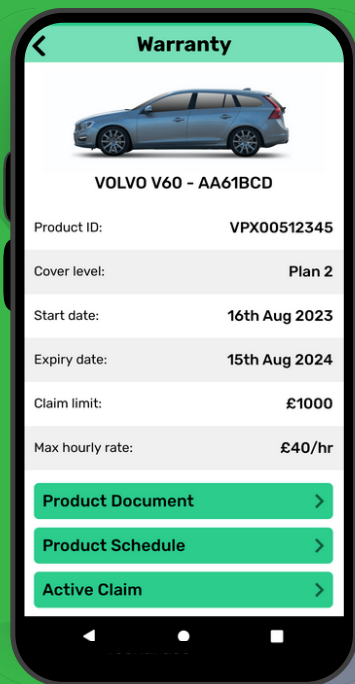 Warranty
VOLVO V60 - AA61BCD
Product ID: VPX00512345
Cover level: Plan 2
Start date: 16th Aug 2023
Expiry date: 15th Aug 2024
Claim limit: £1000
Max hourly rate: £40/hr
Product Document
Product Schedule
Active Claim